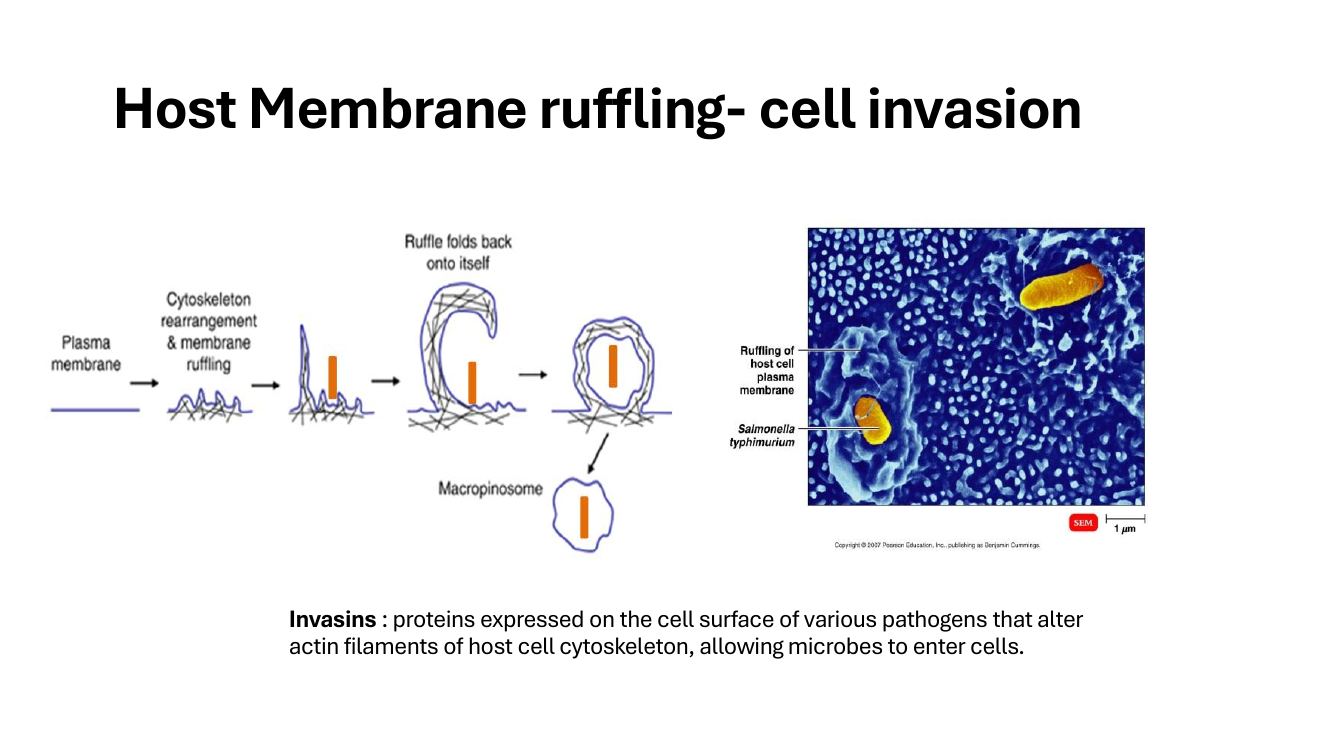 Host Membrane ruffling- cell invasion
Plasma
membrane
Cytoskeleton
rearrangement
& membrane
ruffling
Ruffle folds back
onto itself
Macropinosome
Ruffling of
host cell
plasma
membrane
Salmonella
typhimurium
SEM
1 µm
Copyright © 2007 Pearson Education, Inc., publishing as Benjamin Cummings.
Invasins : proteins expressed on the cell surface of various pathogens that alter
actin filaments of host cell cytoskeleton, allowing microbes to enter cells.